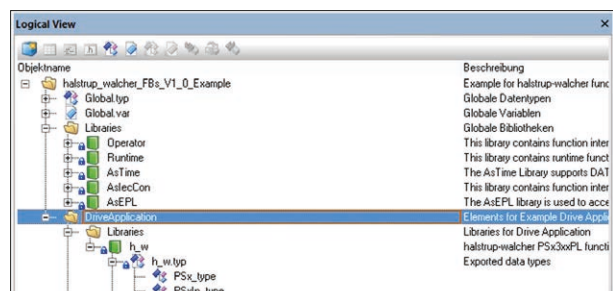 Logical View
Objektname Beschreibung
halstrup_walcher_FBs_V1_0_Example Example for halstrup-walcher func
Global.typ Globale Datentypen
Global.var Globale Variablen
Libraries Globale Bibliotheken
Operator This library contains function inter
Runtime This library contains runtime funct
AsTime The AsTime Library supports DAT
AsIecCon This library contains function inter
AsEPL The AsEPL library is used to acce
DriveApplication Elements for Example Drive Applic
Libraries Libraries for Drive Application
h_w halstrup-walcher PSx3xxPL functi
h_w.typ Exported data types
PSx_type